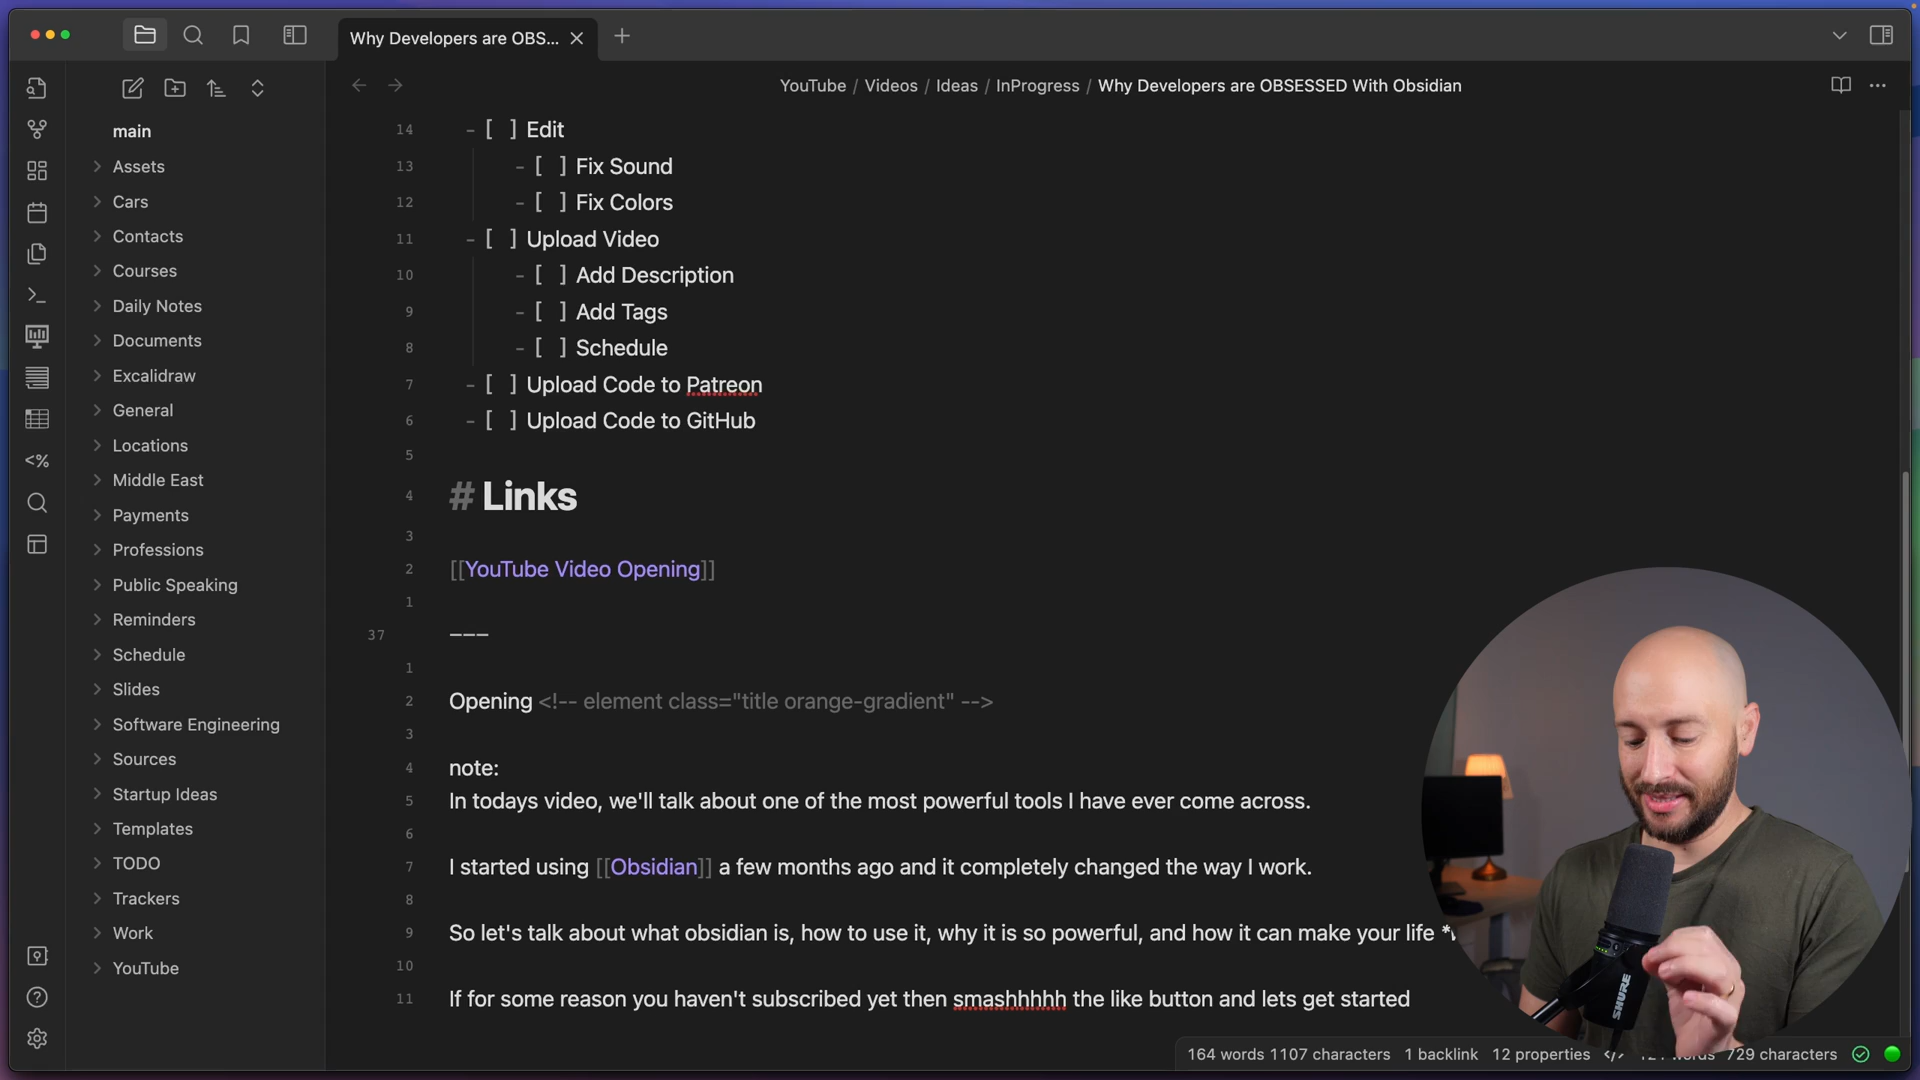 Why Developers are OBS...
YouTube / Videos / Ideas / InProgress / Why Developers are OBSESSED With Obsidian
main
Assets
Cars
Contacts
Courses
Daily Notes
Documents
Excalidraw
General
Locations
Middle East
Payments
Professions
Public Speaking
Reminders
Schedule
Slides
Software Engineering
Sources
Startup Ideas
Templates
TODO
Trackers
Work
YouTube
<%
14 - [ ] Edit
13 - [ ] Fix Sound
12 - [ ] Fix Colors
11 - [ ] Upload Video
10 - [ ] Add Description
9 - [ ] Add Tags
8 - [ ] Schedule
7 - [ ] Upload Code to Patreon
6 - [ ] Upload Code to GitHub
5
4 # Links
3
2 [[YouTube Video Opening]]
1
37 ---
1
2 Opening <!-- element class="title orange-gradient" -->
3
4 note:
5 In todays video, we'll talk about one of the most powerful tools I have ever come across.
6
7 I started using [[Obsidian]] a few months ago and it completely changed the way I work.
8
9 So let's talk about what obsidian is, how to use it, why it is so powerful, and how it can make your life
10
11 If for some reason you haven't subscribed yet then smashhhhh the like button and lets get started
SHURE
164 words 1107 characters 1 backlink 12 properties </> words 729 characters